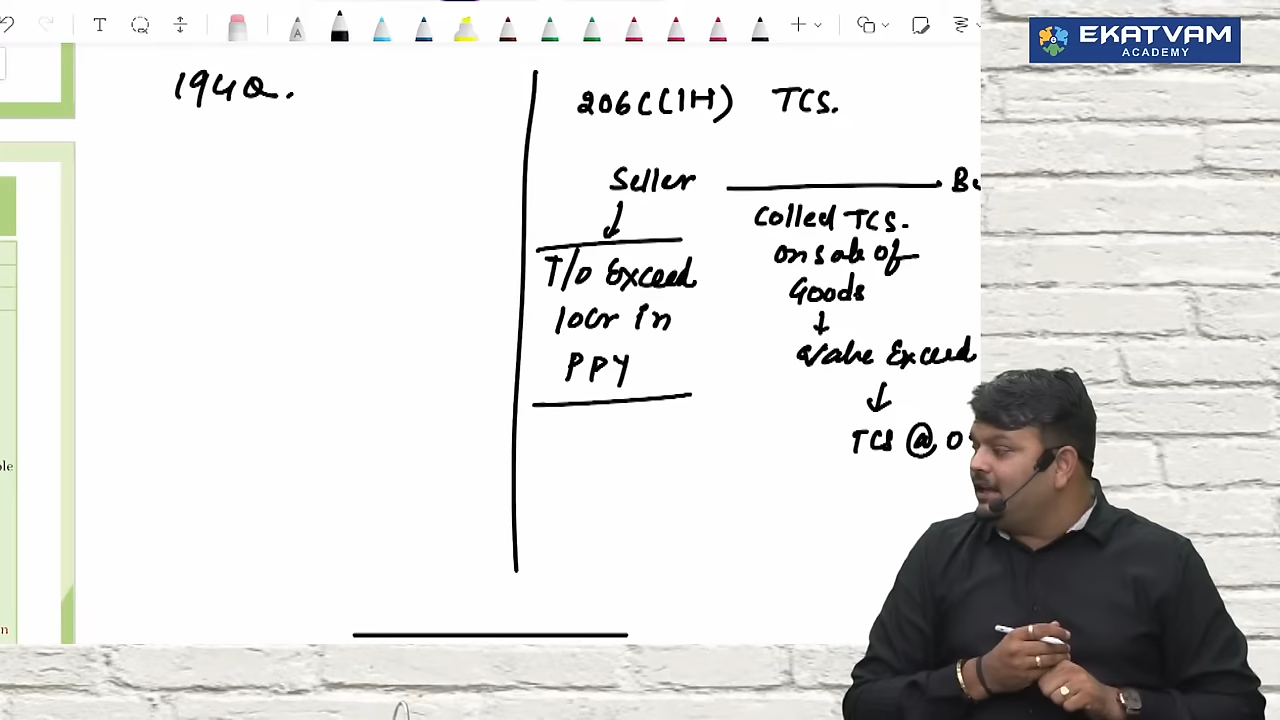 EKATVAM
ACADEMY
194Q.
206C(1H) TCS.
Seller
Collect TCS.
on sale of
Goods
T/O Exceed
10cr in
PPY
Value Exceed
TCS @ 0